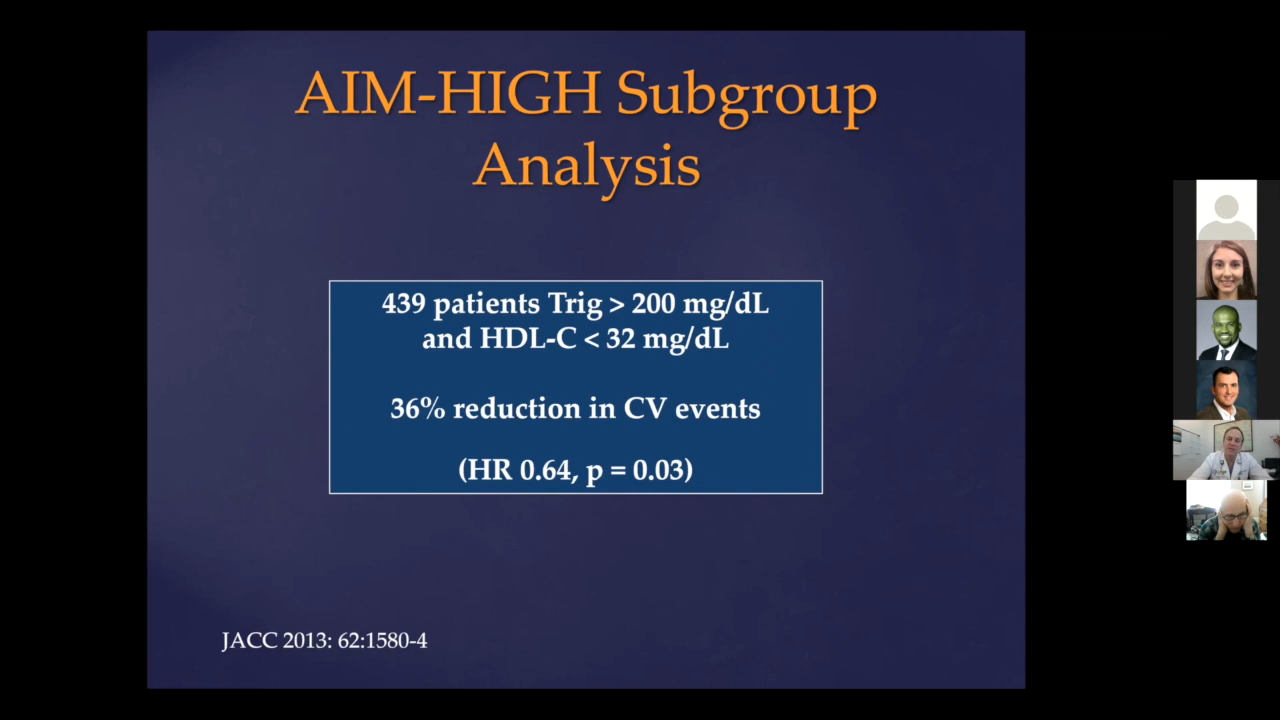 AIM-HIGH Subgroup
Analysis
439 patients Trig > 200 mg/dL
and HDL-C < 32 mg/dL
36% reduction in CV events
(HR 0.64, p = 0.03)
JACC 2013: 62:1580-4